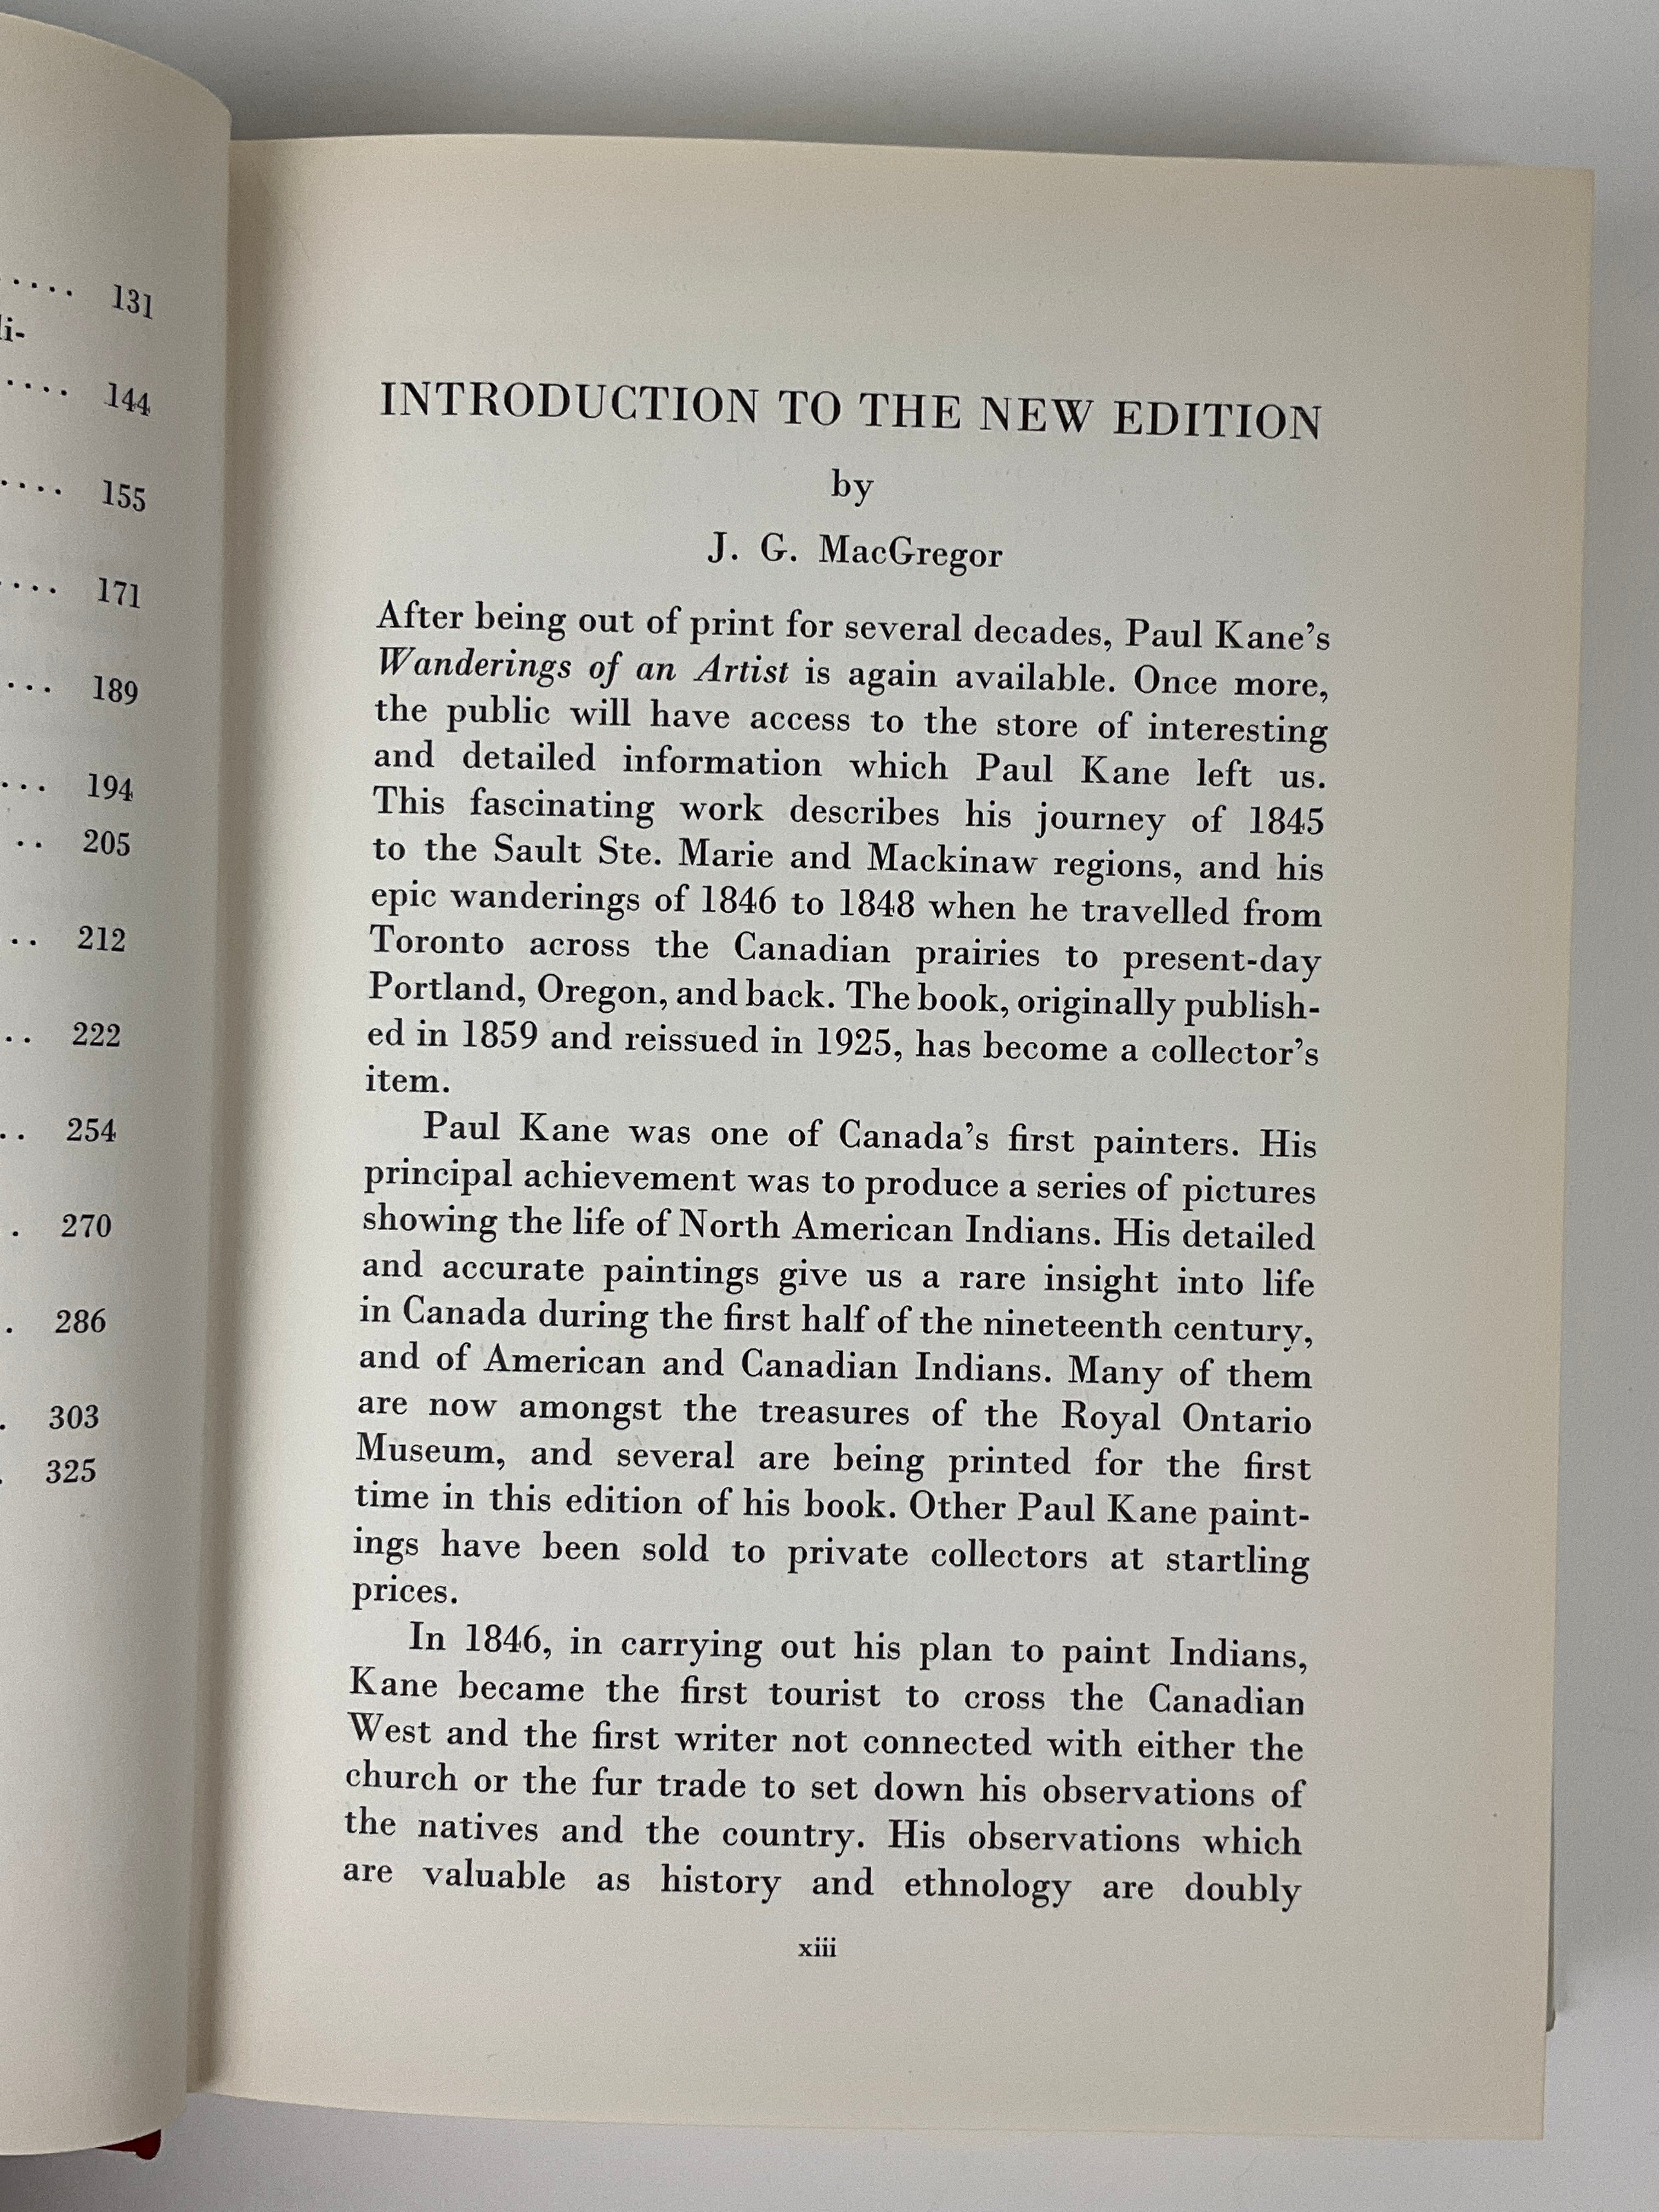 ..... 131
li-
.... 144
.... 155
.... 171
... 189
... 194
.. 205
.. 212
.. 222
.. 254
. 270
. 286
. 303
. 325
INTRODUCTION TO THE NEW EDITION
by
J. G. MacGregor
After being out of print for several decades, Paul Kane's
Wanderings of an Artist is again available. Once more,
the public will have access to the store of interesting
and detailed information which Paul Kane left us.
This fascinating work describes his journey of 1845
to the Sault Ste. Marie and Mackinaw regions, and his
epic wanderings of 1846 to 1848 when he travelled from
Toronto across the Canadian prairies to present-day
Portland, Oregon, and back. The book, originally publish-
ed in 1859 and reissued in 1925, has become a collector's
item.
Paul Kane was one of Canada's first painters. His
principal achievement was to produce a series of pictures
showing the life of North American Indians. His detailed
and accurate paintings give us a rare insight into life
in Canada during the first half of the nineteenth century,
and of American and Canadian Indians. Many of them
are now amongst the treasures of the Royal Ontario
Museum, and several are being printed for the first
time in this edition of his book. Other Paul Kane paint-
ings have been sold to private collectors at startling
prices.
In 1846, in carrying out his plan to paint Indians,
Kane became the first tourist to cross the Canadian
West and the first writer not connected with either the
church or the fur trade to set down his observations of
the natives and the country. His observations which
are valuable as history and ethnology are doubly
xiii